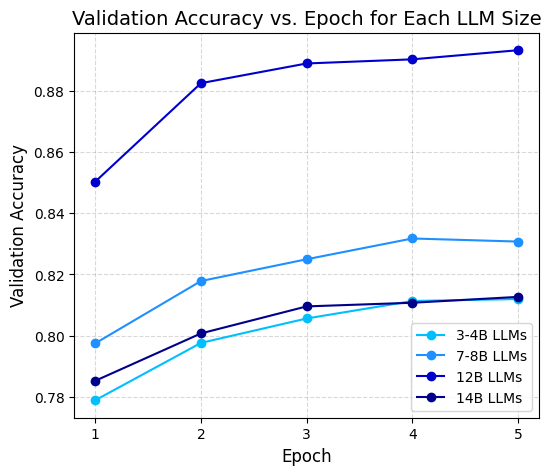 Validation Accuracy vs. Epoch for Each LLM Size
Validation Accuracy
0.88
0.86
0.84
0.82
0.80
0.78
1 2 3 4 5
Epoch
3-4B LLMs
7-8B LLMs
12B LLMs
14B LLMs